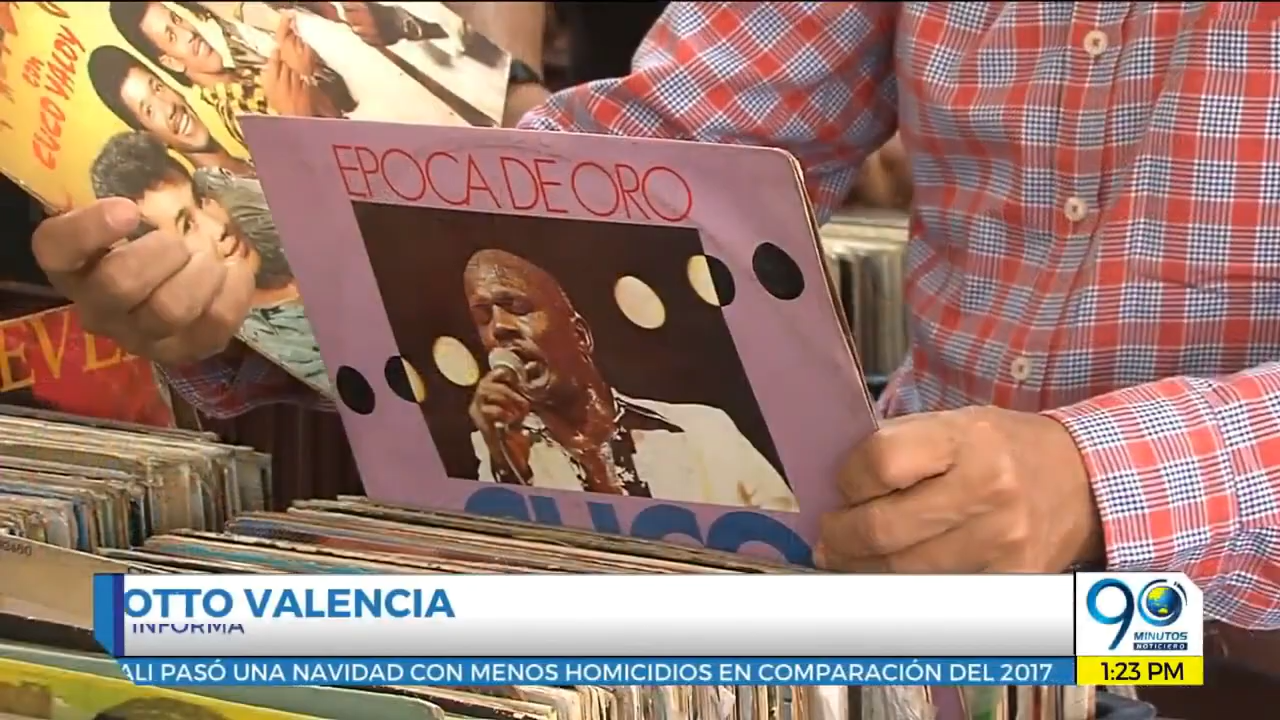 CON
CUCO VALOY
EPOCA DE ORO
CUCO
OTTO VALENCIA
INFORMA
ALI PASÓ UNA NAVIDAD CON MENOS HOMICIDIOS EN COMPARACIÓN DEL 2017
90
MINUTOS
NOTICIERO
1:23 PM